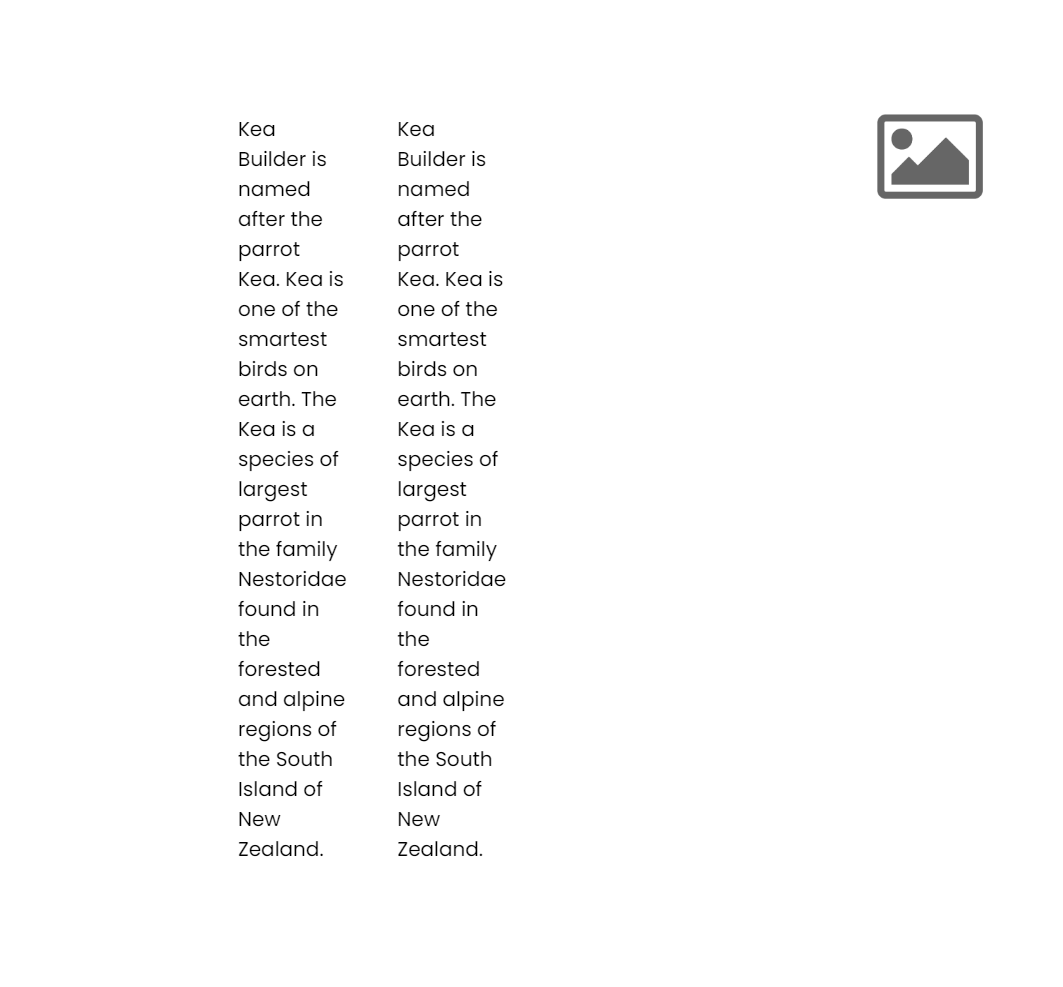 Kea
Builder is
named
after the
parrot
Kea. Kea is
one of the
smartest
birds on
earth. The
Kea is a
species of
largest
parrot in
the family
Nestoridae
found in
the
forested
and alpine
regions of
the South
Island of
New
Zealand.
Kea
Builder is
named
after the
parrot
Kea. Kea is
one of the
smartest
birds on
earth. The
Kea is a
species of
largest
parrot in
the family
Nestoridae
found in
the
forested
and alpine
regions of
the South
Island of
New
Zealand.